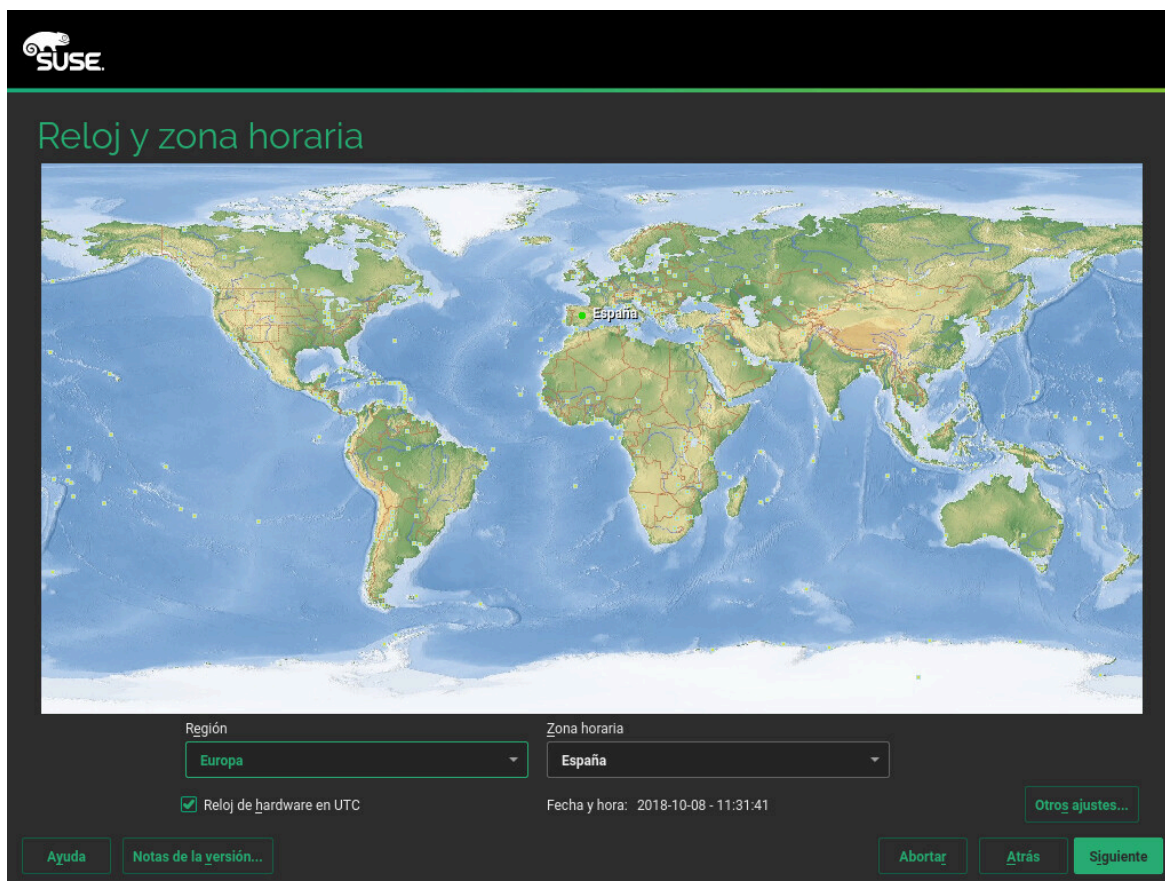 SUSE.
Reloj y zona horaria
España
Región
Zona horaria
Europa
España
Reloj de hardware en UTC
Fecha y hora: 2018-10-08 - 11:31:41
Otros ajustes...
Ayuda
Notas de la versión...
Abortar
Atrás
Siguiente